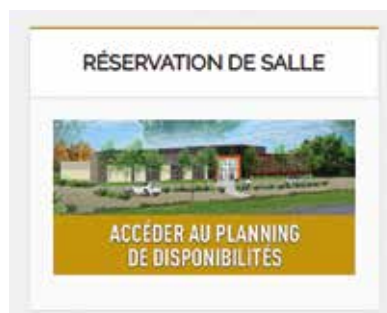 RÉSERVATION DE SALLE
ACCÉDER AU PLANNING
DE DISPONIBILITÉS